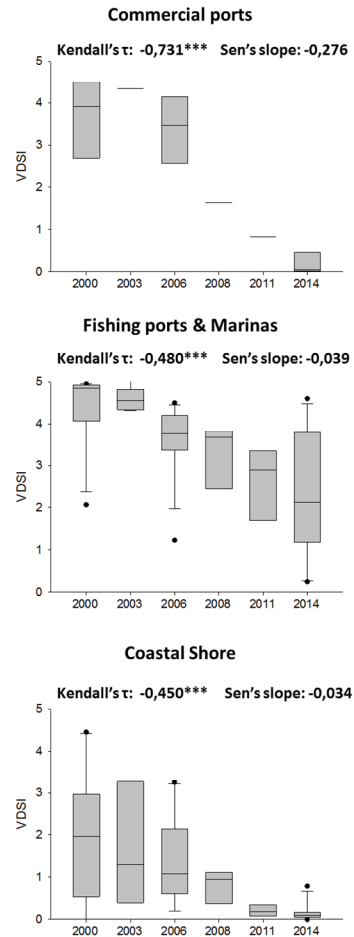 Commercial ports
Kendall's τ: -0,731*** Sen's slope: -0,276
5
4
3
2
1
0
VDSI
2000 2003 2006 2008 2011 2014
Fishing ports & Marinas
Kendall's τ: -0,480*** Sen's slope: -0,039
5
4
3
2
1
0
VDSI
2000 2003 2006 2008 2011 2014
Coastal Shore
Kendall's τ: -0,450*** Sen's slope: -0,034
5
4
3
2
1
0
VDSI
2000 2003 2006 2008 2011 2014